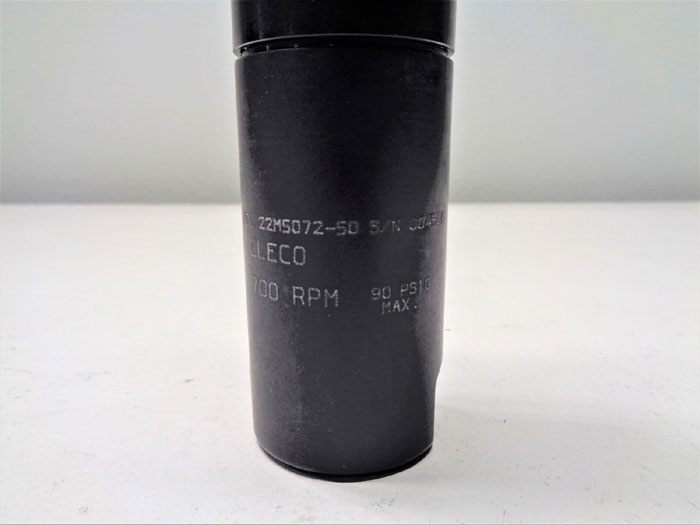 22MS072-50 S/N
CLECO
700 RPM 90 PSIG
MAX.